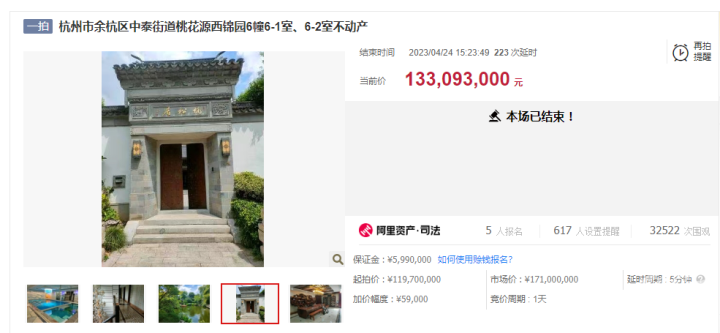 一拍 杭州市余杭区中泰街道桃花源西锦园6幢6-1室、6-2室不动产
结束时间 2023/04/24 15:23:49 223 次延时
再拍提醒
当前价 133,093,000 元
本场已结束！
阿里资产·司法
5 人报名
617 人设置提醒
32522 次围观
保证金：¥5,990,000 如何使用赊钱报名?
起拍价：¥119,700,000
市场价：¥171,000,000
延时周期：5分钟
加价幅度：¥59,000
竞价周期：1天